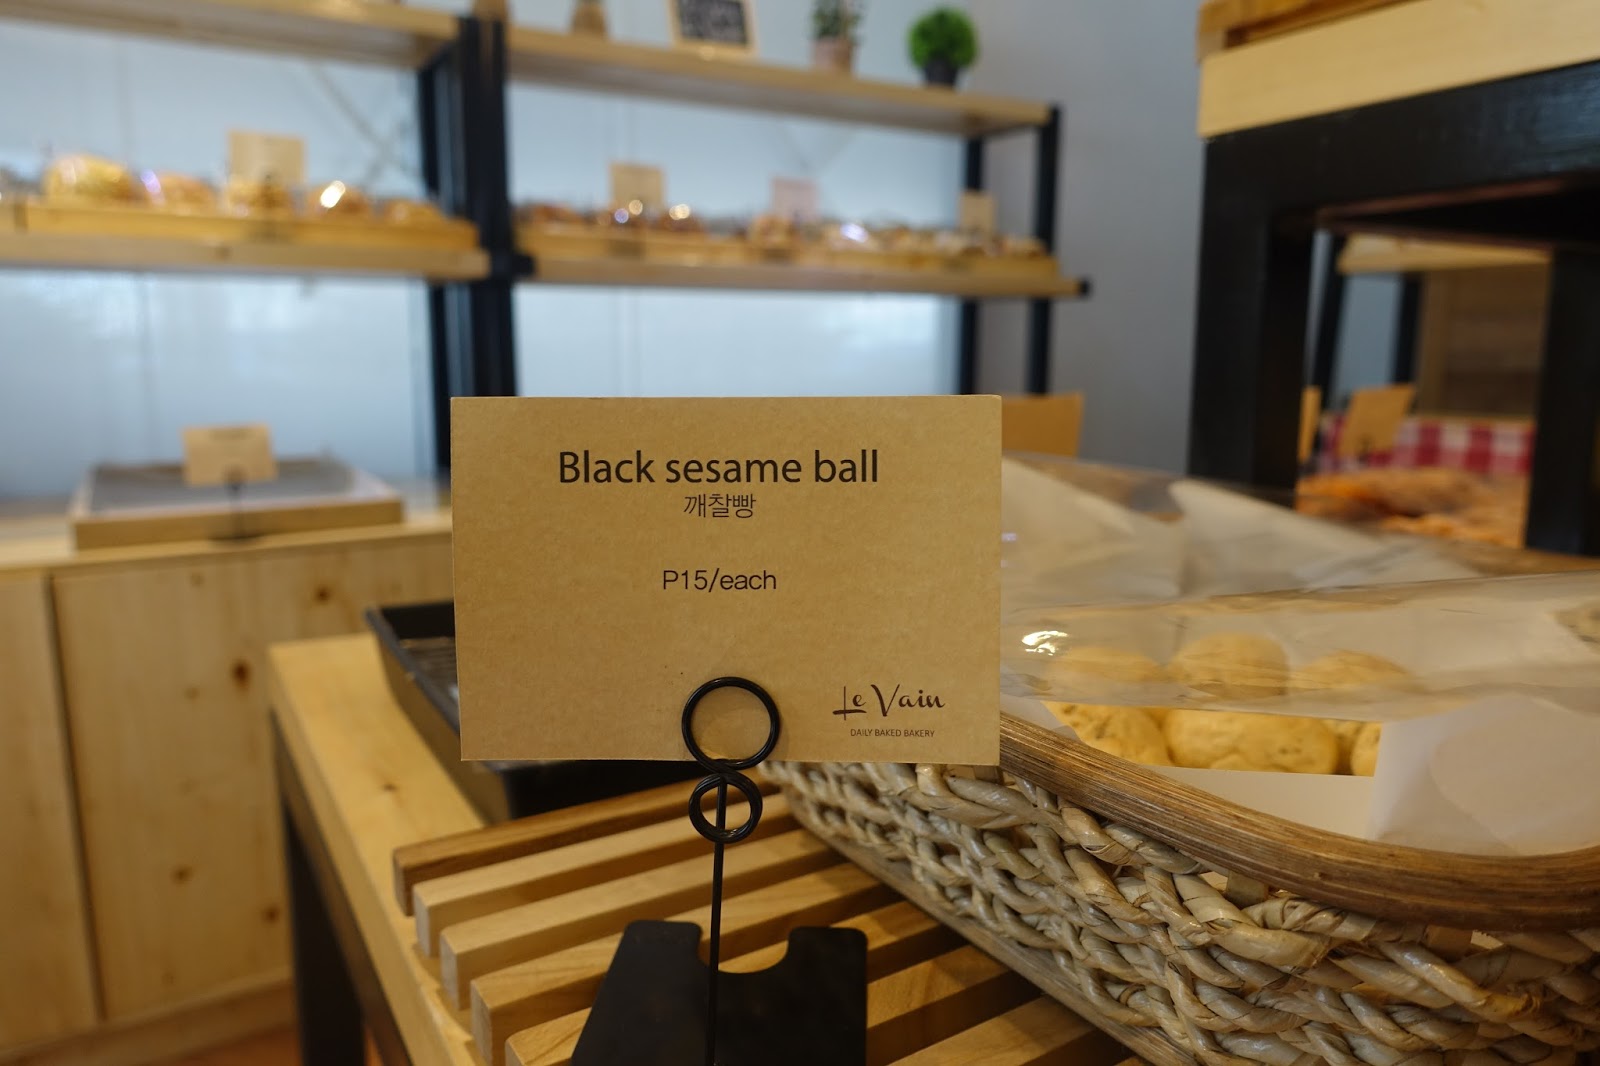 Black sesame ball
깨찰빵
P15/each
Le Vain
DAILY BAKED BAKERY